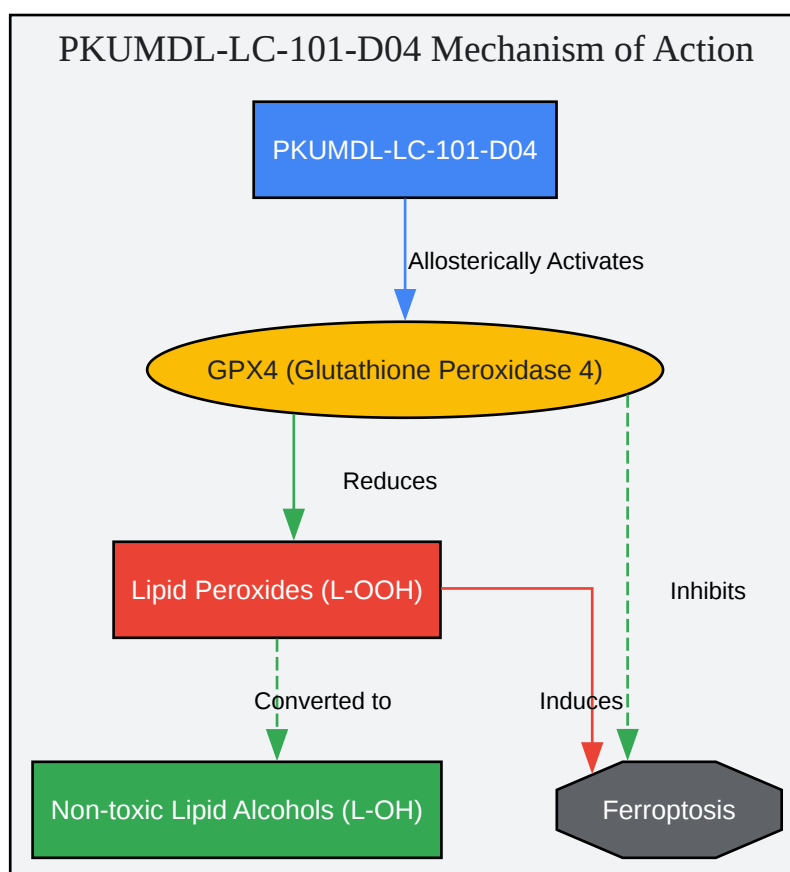 PKUMDL-LC-101-D04 Mechanism of Action
PKUMDL-LC-101-D04
Allosterically Activates
GPX4 (Glutathione Peroxidase 4)
Reduces
Lipid Peroxides (L-OOH)
Inhibits
Converted to
Induces
Non-toxic Lipid Alcohols (L-OH)
Ferroptosis